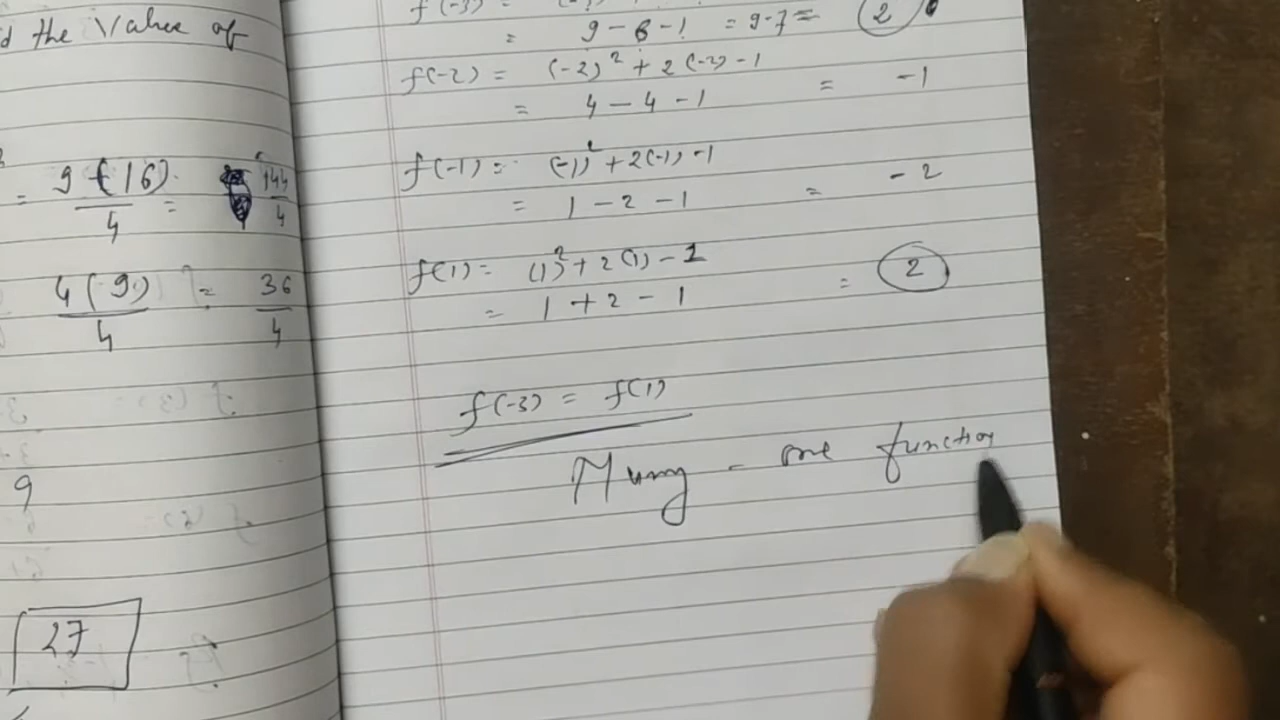 d the Value of
= 9 (16) / 4 = 144 / 4
4 (9) / 4 = 36 / 4
9
27
f(-3) =
= 9 - 6 - 1 = 9-7= 2
f(-2) = (-2)² + 2(-2) - 1
= 4 - 4 - 1 = -1
f(-1) = (-1)² + 2(-1) -1
= 1 - 2 - 1 = -2
f(1) = (1)² + 2(1) - 1
= 1 + 2 - 1 = 2
f(-3) = f(1)
Many - one function